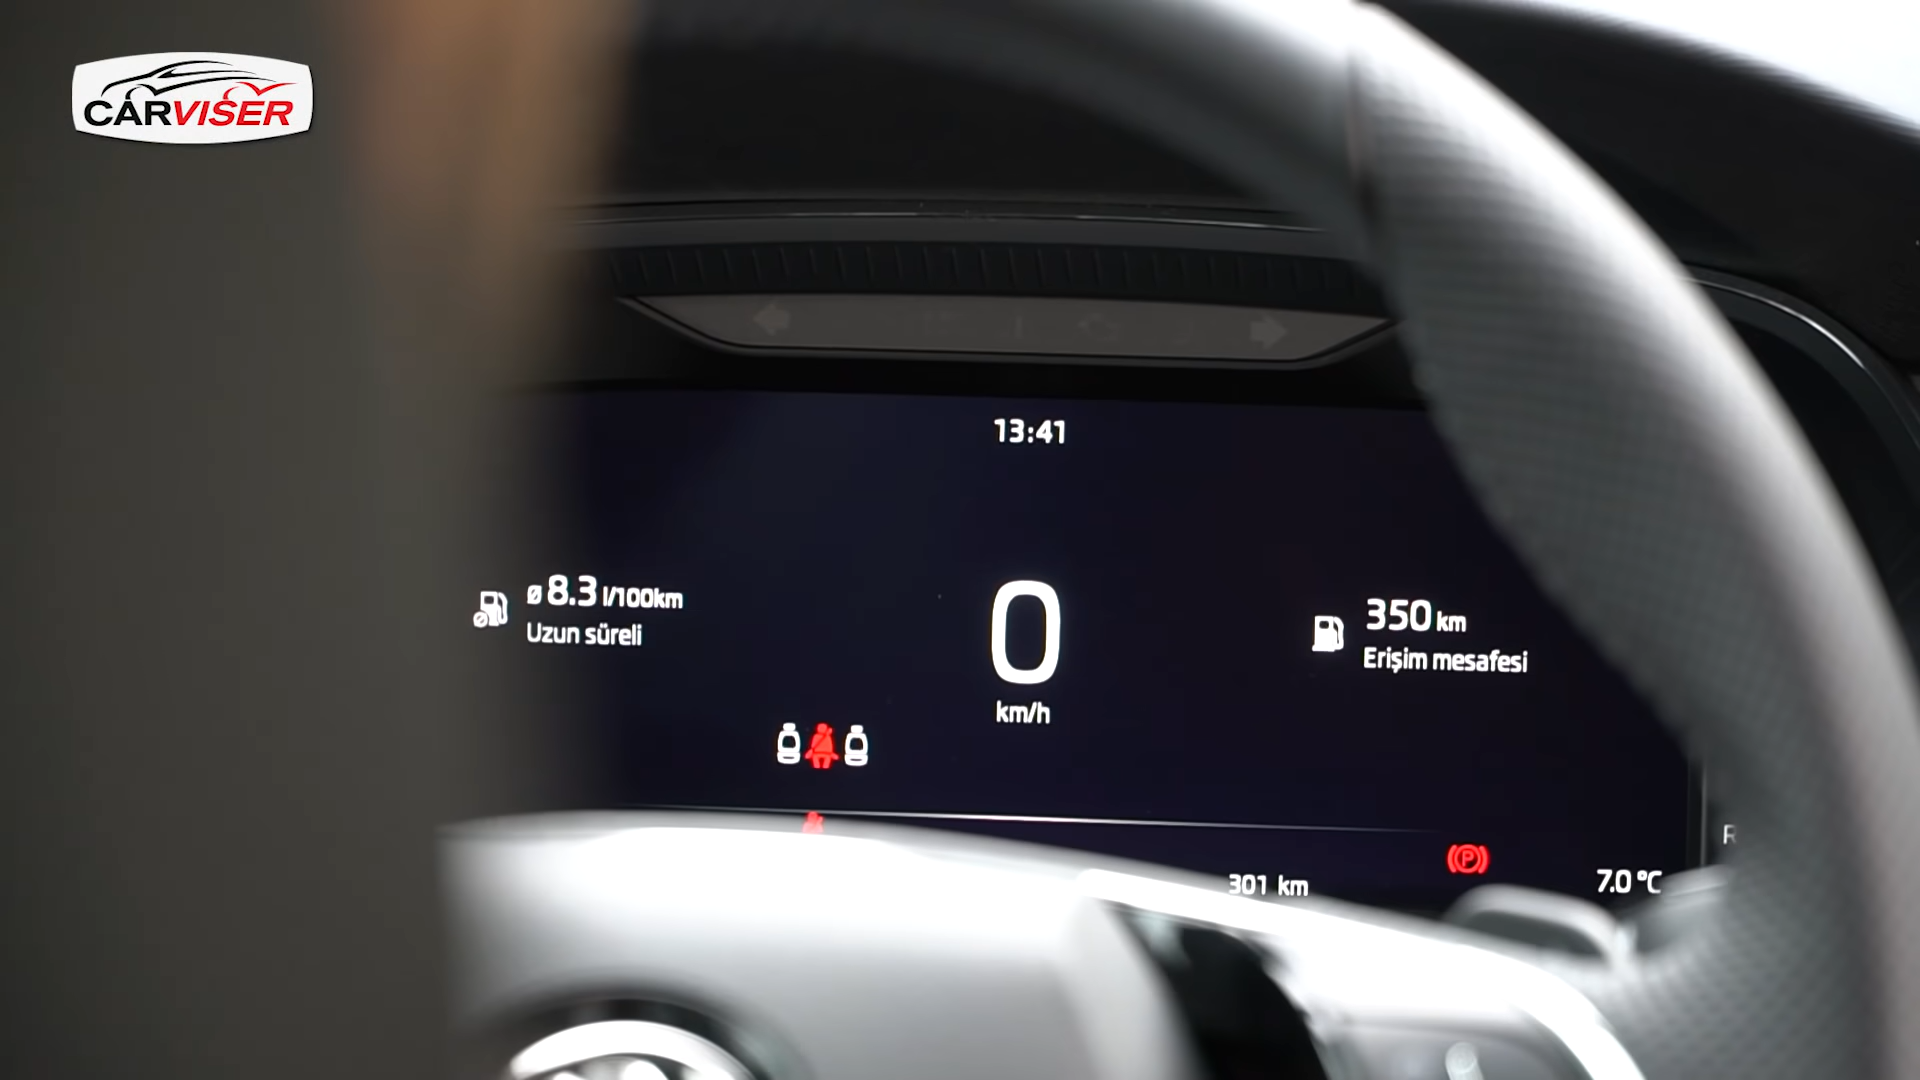 CARVISER
13:41
ø 8.3 l/100km
Uzun süreli
0
km/h
350 km
Erişim mesafesi
P
301 km
7.0 °C